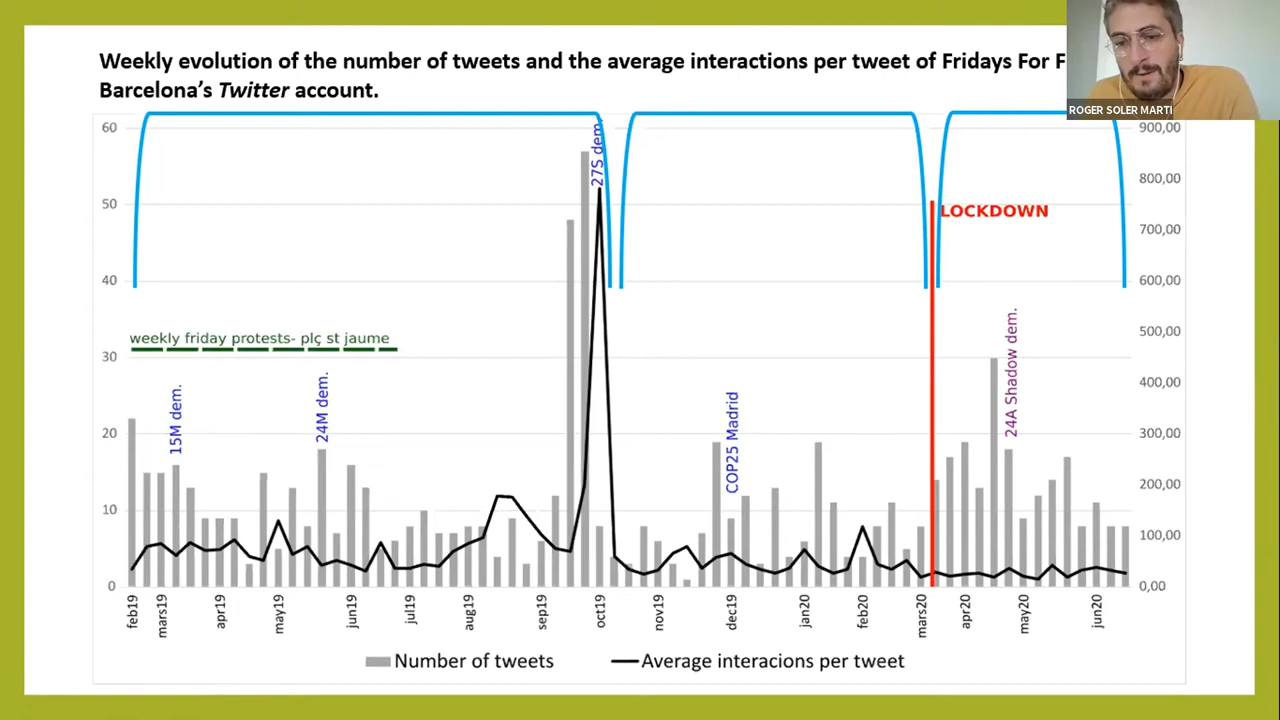 Weekly evolution of the number of tweets and the average interactions per tweet of Fridays For F
Barcelona's Twitter account.
ROGER SOLER MARTI
60
50
40
30
20
10
0
900,00
800,00
700,00
600,00
500,00
400,00
300,00
200,00
100,00
0,00
27S dem.
LOCKDOWN
weekly friday protests- plç st jaume
15M dem.
24M dem.
COP25 Madrid
24A Shadow dem.
feb19
mars19
apr19
may19
jun19
jul19
aug19
sep19
oct19
nov19
dec19
jan20
feb20
mars20
apr20
may20
jun20
Number of tweets
Average interacions per tweet